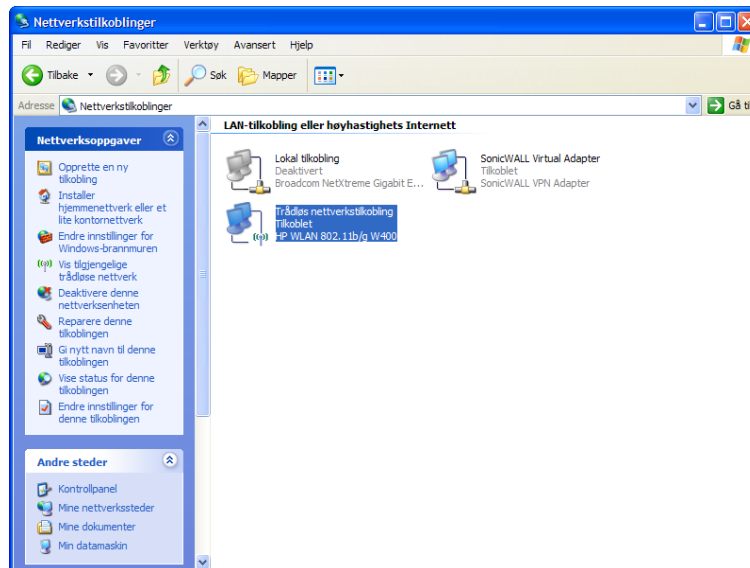 Nettverkstilkoblinger
Fil Rediger Vis Favoritter Verktøy Avansert Hjelp
Tilbake Søk Mapper
Adresse Nettverkstilkoblinger Gå ti
Nettverksoppgaver
Opprette en ny
tilkobling
Installer
hjemmenettverk eller et
lite kontornettverk
Endre innstillinger for
Windows-brannmuren
Vis tilgjengelige
trådløse nettverk
Deaktivere denne
nettverksenheten
Reparere denne
tilkoblingen
Gi nytt navn til denne
tilkoblingen
Vise status for denne
tilkoblingen
Endre innstillinger for
denne tilkoblingen
Andre steder
Kontrollpanel
Mine nettverkssteder
Mine dokumenter
Min datamaskin
LAN-tilkobling eller høyhastighets Internett
Lokal tilkobling
Deaktivert
Broadcom NetXtreme Gigabit E...
SonicWALL Virtual Adapter
Tilkoblet
SonicWALL VPN Adapter
Trådløs nettverkstilkobling
Tilkoblet
HP WLAN 802.11b/g W400